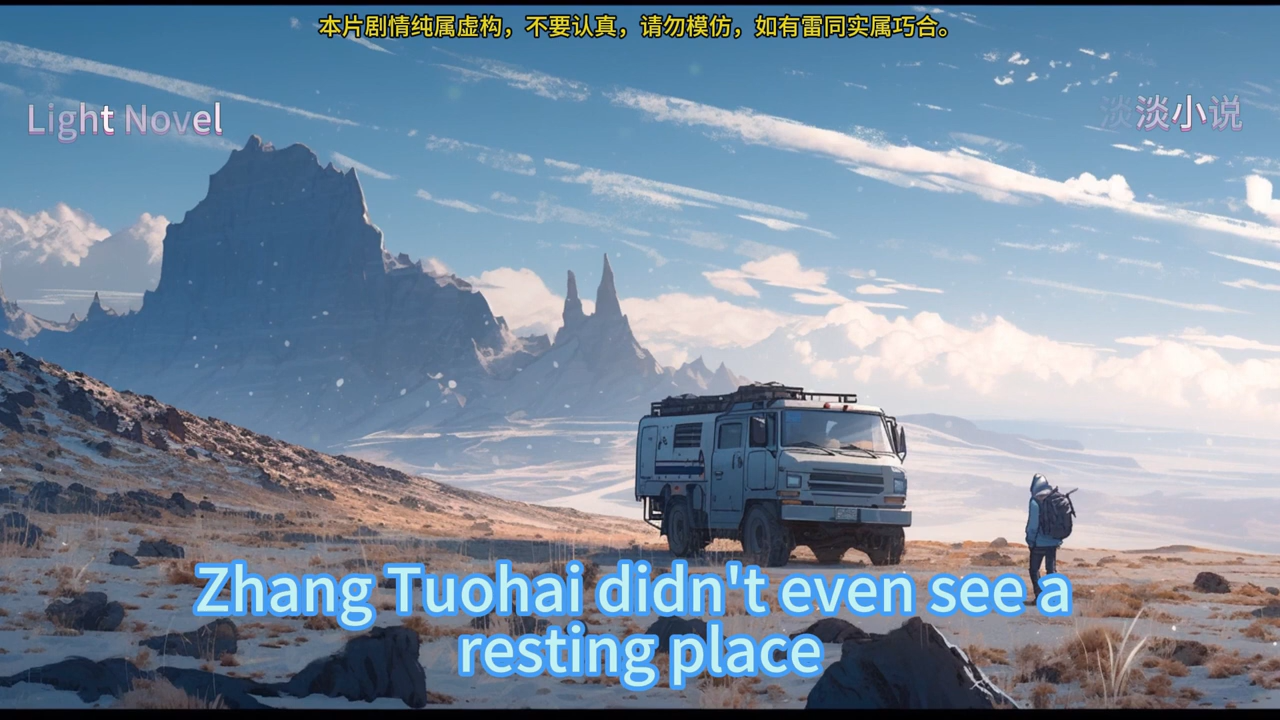 本片剧情纯属虚构，不要认真，请勿模仿，如有雷同实属巧合。
Light Novel
淡淡小说
Zhang Tuohai didn't even see a
resting place